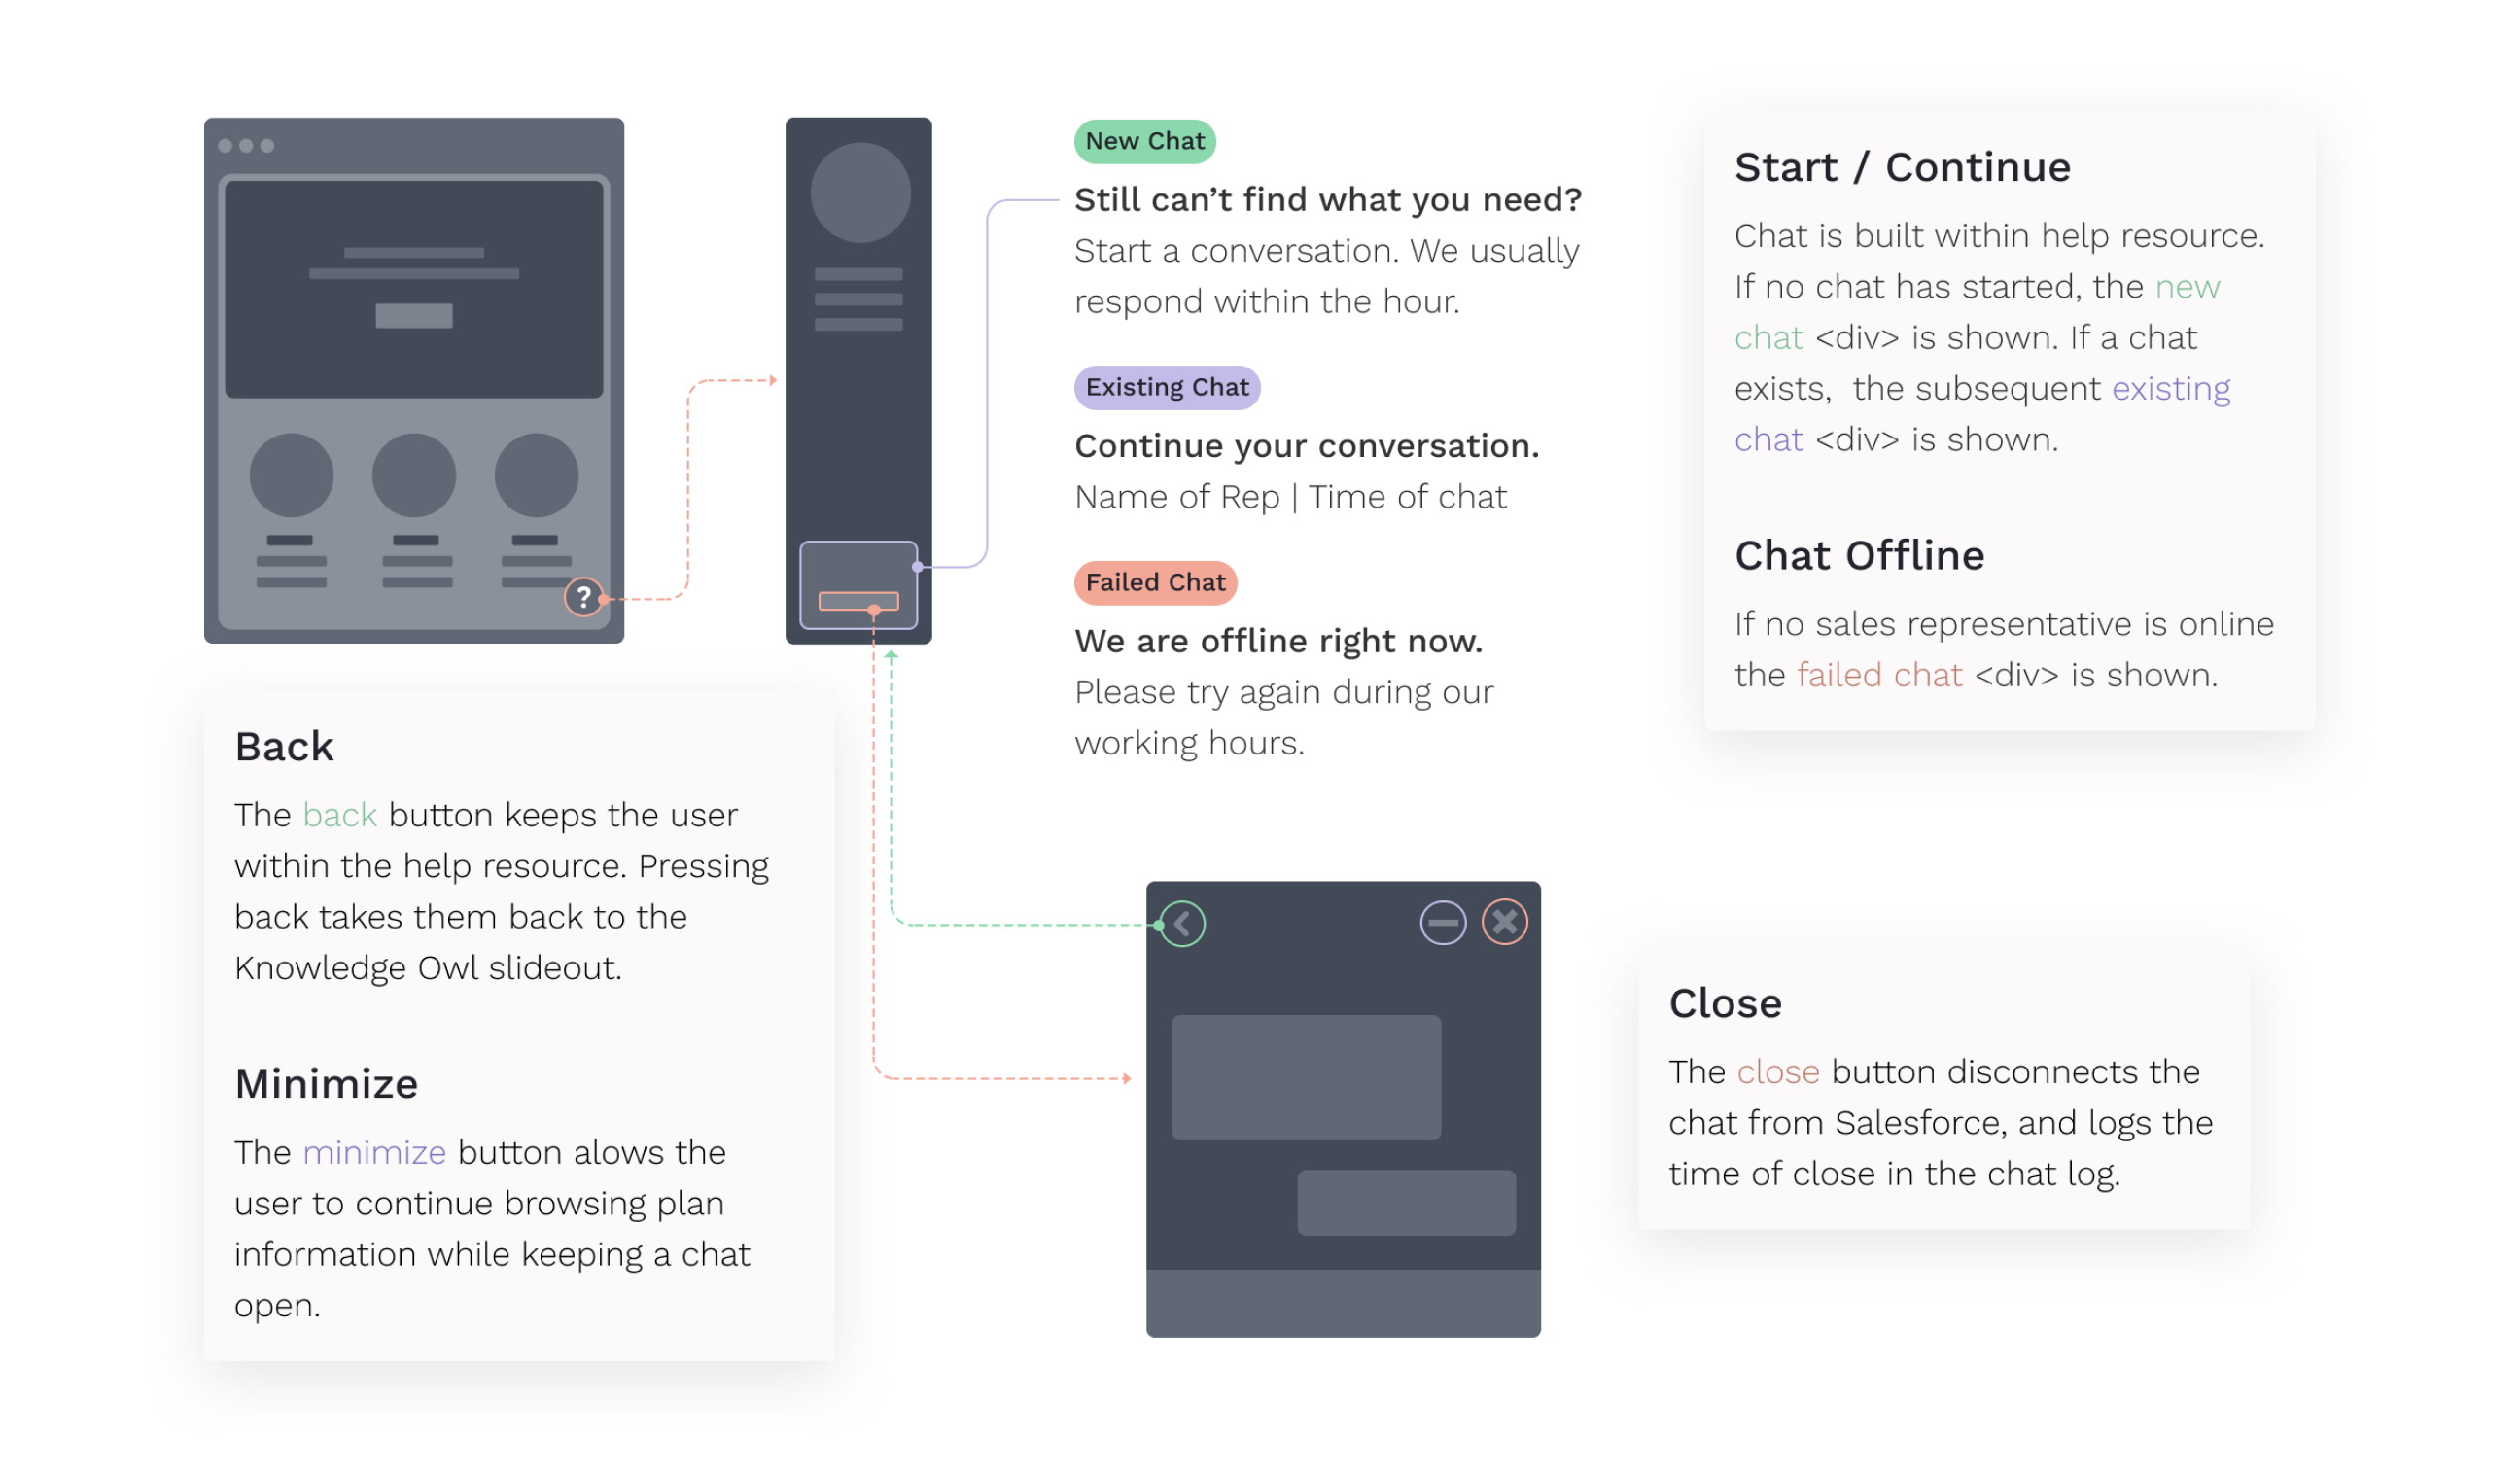 ?
New Chat
Still can’t find what you need?
Start a conversation. We usually
respond within the hour.
Existing Chat
Continue your conversation.
Name of Rep | Time of chat
Failed Chat
We are offline right now.
Please try again during our
working hours.
Start / Continue
Chat is built within help resource.
If no chat has started, the new
chat <div> is shown. If a chat
exists,  the subsequent existing
chat <div> is shown.
Chat Offline
If no sales representative is online
the failed chat <div> is shown.
Back
The back button keeps the user
within the help resource. Pressing
back takes them back to the
Knowledge Owl slideout.
Minimize
The minimize button alows the
user to continue browsing plan
information while keeping a chat
open.
Close
The close button disconnects the
chat from Salesforce, and logs the
time of close in the chat log.